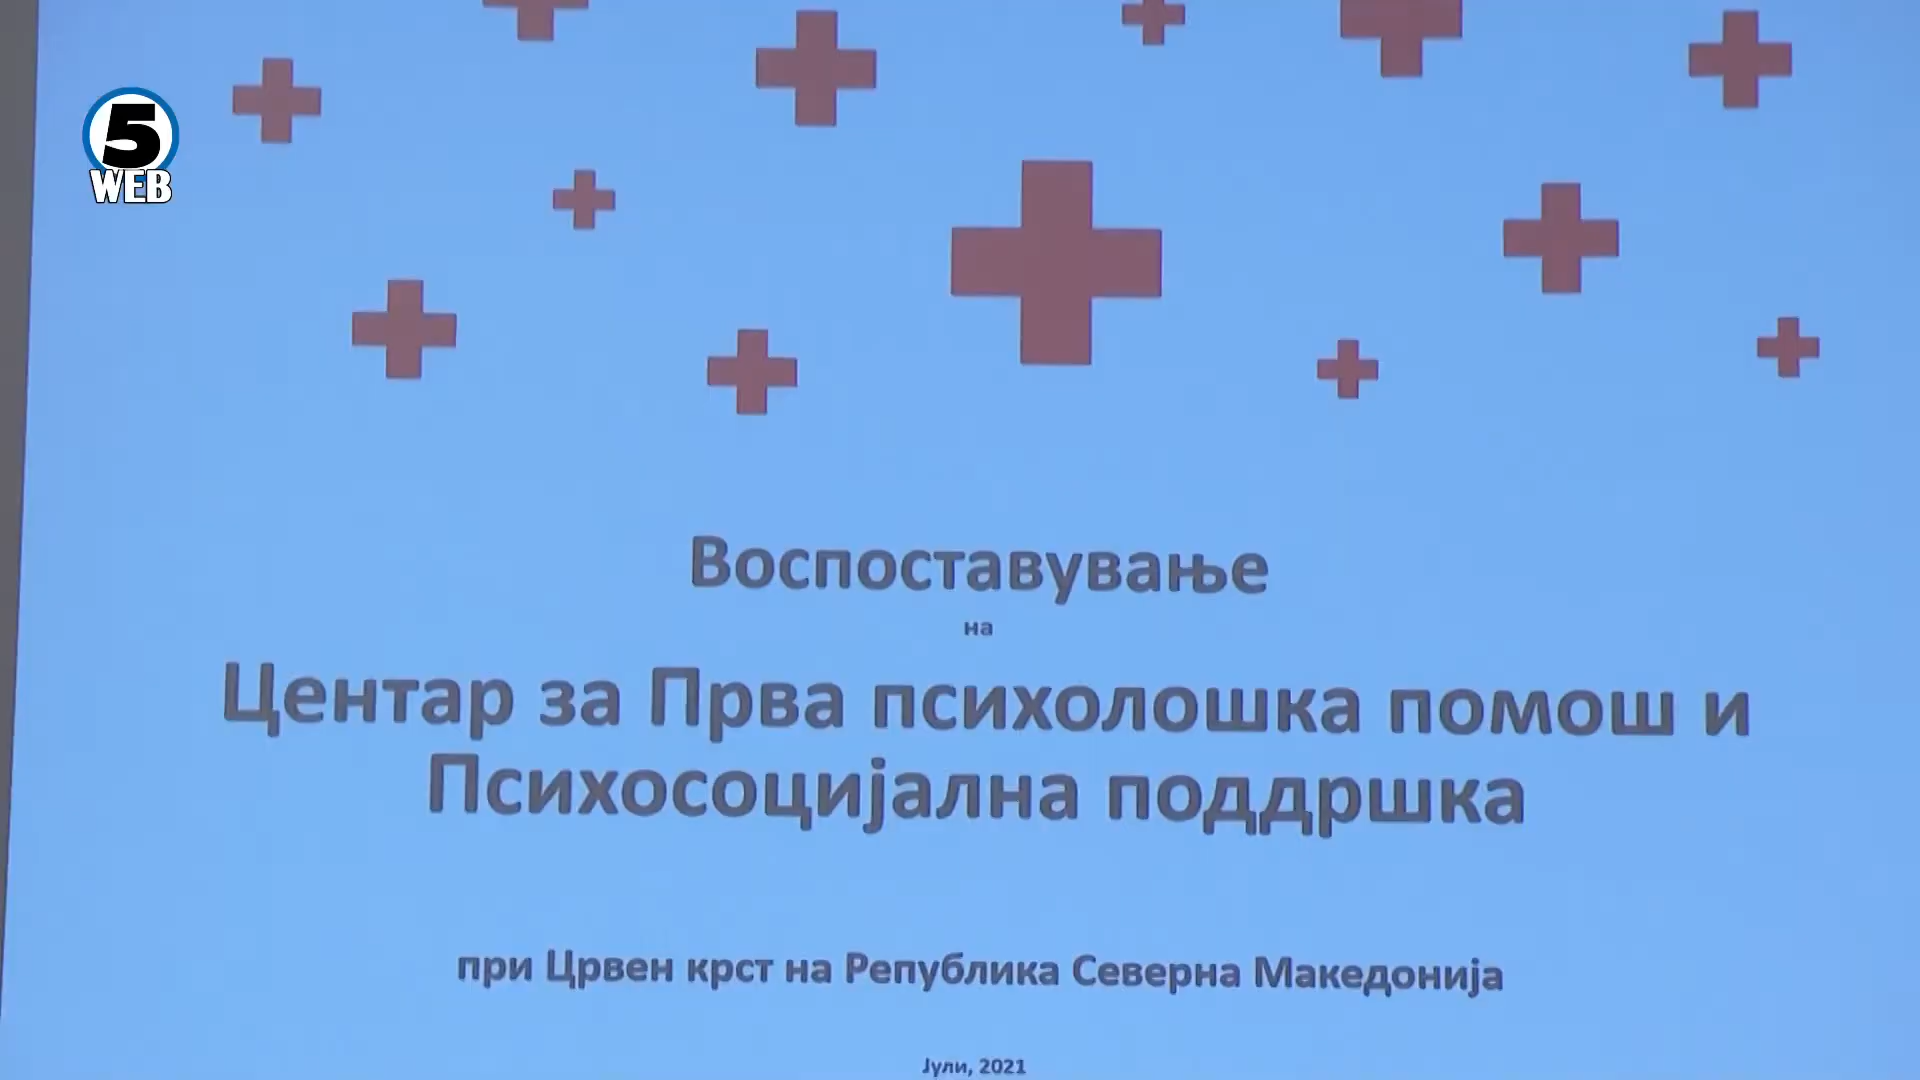 5
WEB
Воспоставување
на
Центар за Прва психолошка помош и
Психосоцијална поддршка
при Црвен крст на Република Северна Македонија
Јули, 2021